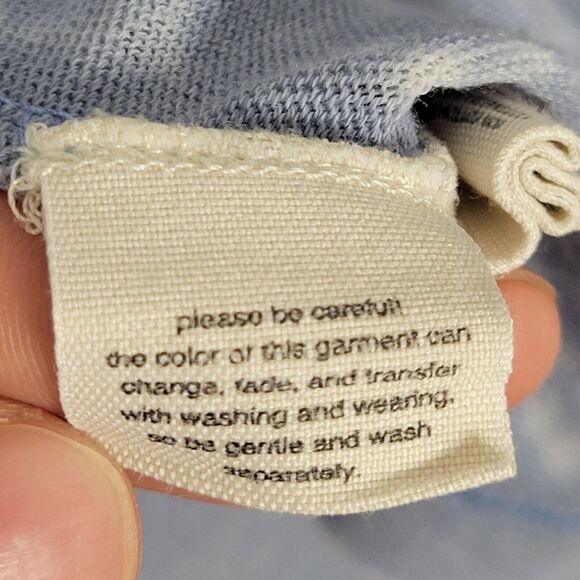 please be careful!
the color of this garment can
change, fade, and transfer
with washing and wearing,
so be gentle and wash
separately.